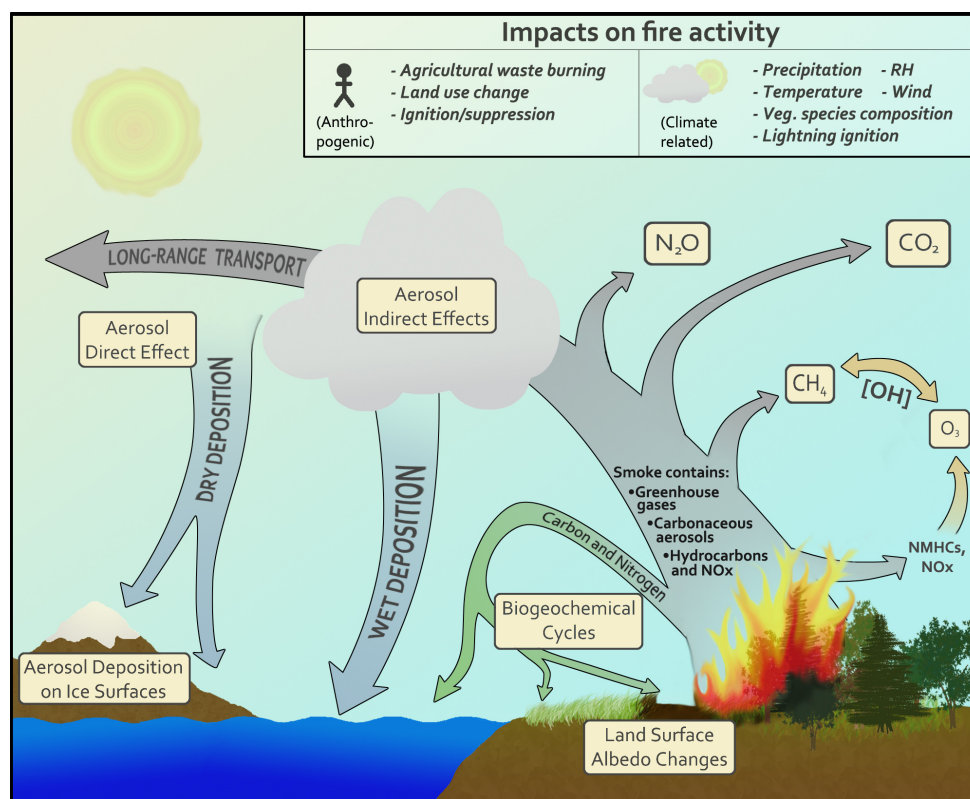 Impacts on fire activity
(Anthro-
pogenic)
- Agricultural waste burning
- Land use change
- Ignition/suppression
(Climate
related)
- Precipitation - RH
- Temperature - Wind
- Veg. species composition
- Lightning ignition
LONG-RANGE TRANSPORT
Aerosol
Indirect Effects
N₂O
CO₂
Aerosol
Direct Effect
DRY DEPOSITION
WET DEPOSITION
CH₄
[OH]
O₃
Smoke contains:
•Greenhouse
gases
•Carbonaceous
aerosols
•Hydrocarbons
and NOx
NMHCs,
NOx
Carbon and Nitrogen
Biogeochemical
Cycles
Aerosol Deposition
on Ice Surfaces
Land Surface
Albedo Changes